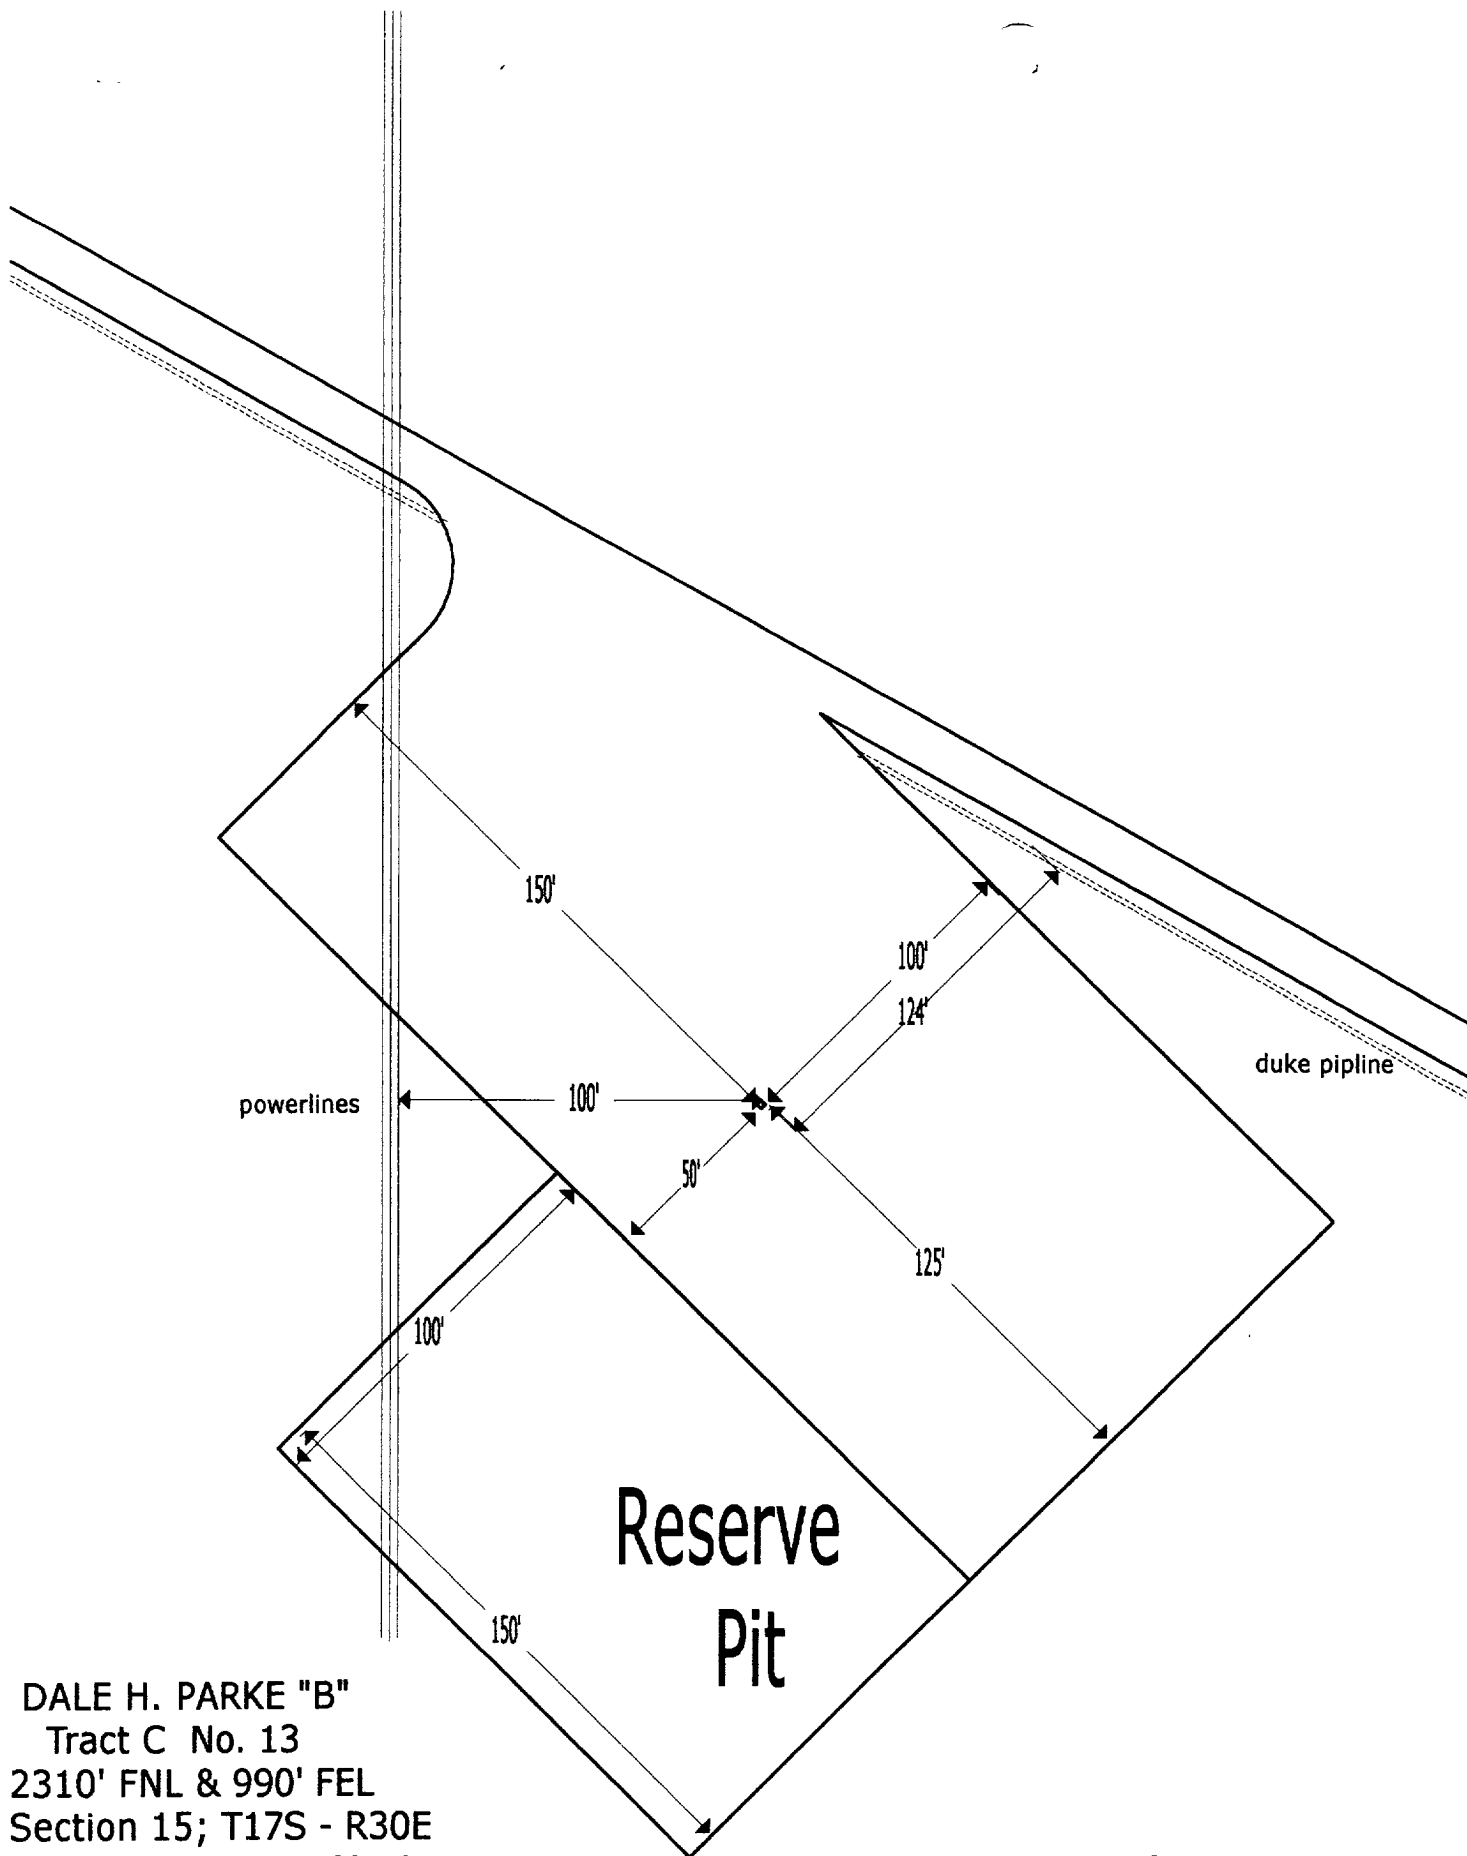 150'
100'
124'
duke pipline
powerlines
100'
50'
125'
100'
Reserve
Pit
150'
DALE H. PARKE "B"
Tract C No. 13
2310' FNL & 990' FEL
Section 15; T17S - R30E